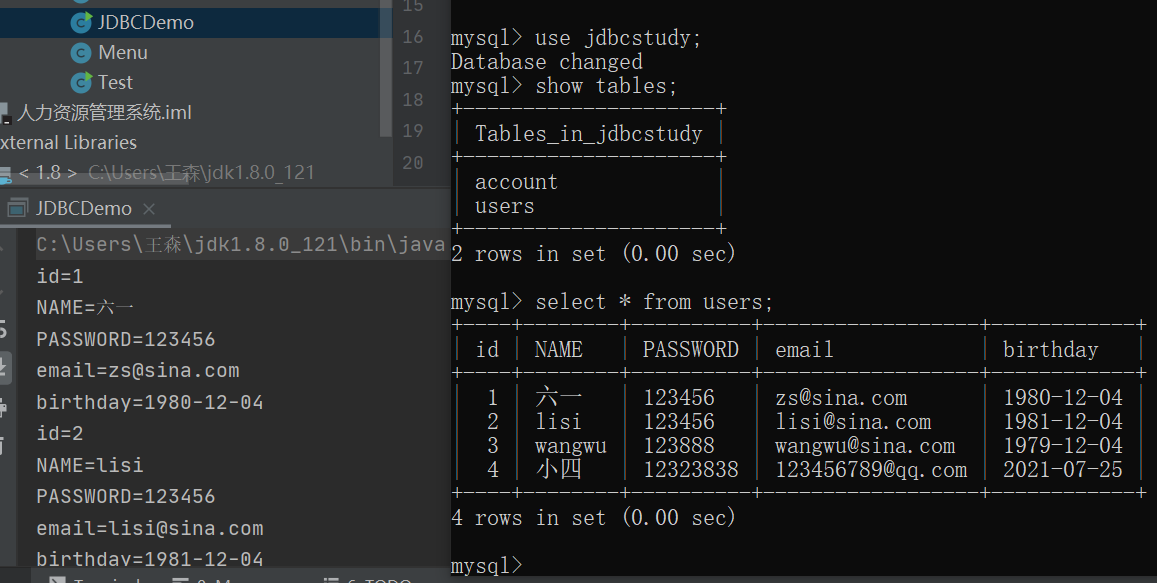 JDBCDemo
Menu
Test
人力资源管理系统.iml
xternal Libraries
< 1.8 > C:\Users\王森\jdk1.8.0_121
15
16
17
18
19
20
JDBCDemo
C:\Users\王森\jdk1.8.0_121\bin\java
id=1
NAME=六一
PASSWORD=123456
email=zs@sina.com
birthday=1980-12-04
id=2
NAME=lisi
PASSWORD=123456
email=lisi@sina.com
birthday=1981-12-04
mysql> use jdbcstudy;
Database changed
mysql> show tables;
+---------------------+
| Tables_in_jdbcstudy |
+---------------------+
| account             |
| users               |
+---------------------+
2 rows in set (0.00 sec)
mysql> select * from users;
+----+--------+----------+------------------+------------+
| id | NAME   | PASSWORD | email            | birthday   |
+----+--------+----------+------------------+------------+
|  1 | 六一   | 123456   | zs@sina.com      | 1980-12-04 |
|  2 | lisi   | 123456   | lisi@sina.com    | 1981-12-04 |
|  3 | wangwu | 123888   | wangwu@sina.com  | 1979-12-04 |
|  4 | 小四   | 12323838 | 123456789@qq.com | 2021-07-25 |
+----+--------+----------+------------------+------------+
4 rows in set (0.00 sec)
mysql>